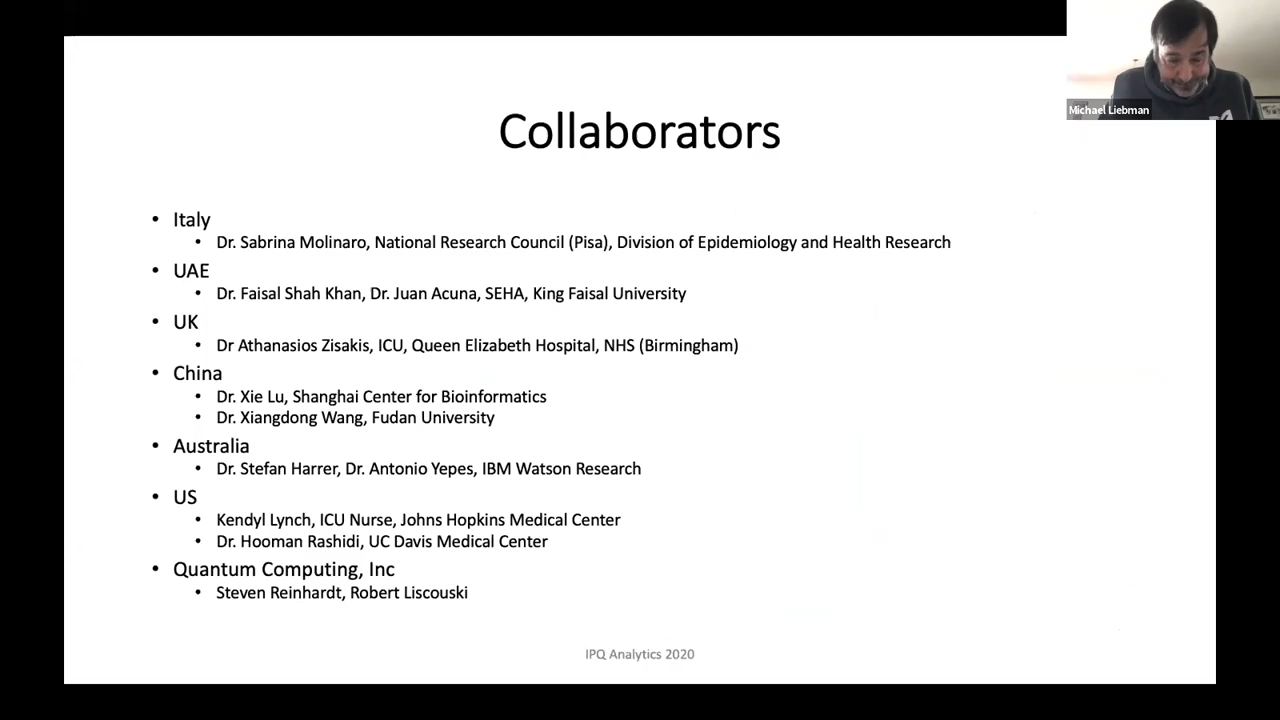 Michael Liebman
Collaborators
• Italy
• Dr. Sabrina Molinaro, National Research Council (Pisa), Division of Epidemiology and Health Research
• UAE
• Dr. Faisal Shah Khan, Dr. Juan Acuna, SEHA, King Faisal University
• UK
• Dr Athanasios Zisakis, ICU, Queen Elizabeth Hospital, NHS (Birmingham)
• China
• Dr. Xie Lu, Shanghai Center for Bioinformatics
• Dr. Xiangdong Wang, Fudan University
• Australia
• Dr. Stefan Harrer, Dr. Antonio Yepes, IBM Watson Research
• US
• Kendyl Lynch, ICU Nurse, Johns Hopkins Medical Center
• Dr. Hooman Rashidi, UC Davis Medical Center
• Quantum Computing, Inc
• Steven Reinhardt, Robert Liscouski
IPQ Analytics 2020